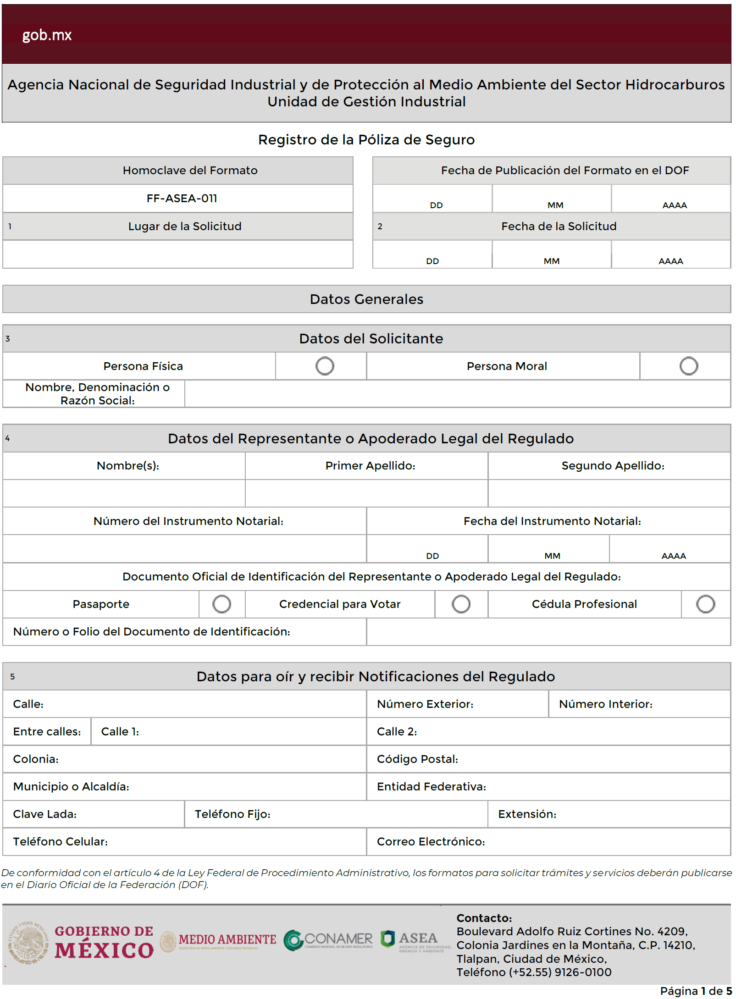 gob.mx
Agencia Nacional de Seguridad Industrial y de Protección al Medio Ambiente del Sector Hidrocarburos
Unidad de Gestión Industrial
Registro de la Póliza de Seguro
Homoclave del Formato
FF-ASEA-011
1 Lugar de la Solicitud
Fecha de Publicación del Formato en el DOF
DD MM AAAA
2 Fecha de la Solicitud
DD MM AAAA
Datos Generales
3 Datos del Solicitante
Persona Física Persona Moral
Nombre, Denominación o
Razón Social:
4 Datos del Representante o Apoderado Legal del Regulado
Nombre(s): Primer Apellido: Segundo Apellido:
Número del Instrumento Notarial: Fecha del Instrumento Notarial:
DD MM AAAA
Documento Oficial de Identificación del Representante o Apoderado Legal del Regulado:
Pasaporte Credencial para Votar Cédula Profesional
Número o Folio del Documento de Identificación:
5 Datos para oír y recibir Notificaciones del Regulado
Calle: Número Exterior: Número Interior:
Entre calles: Calle 1: Calle 2:
Colonia: Código Postal:
Municipio o Alcaldía: Entidad Federativa:
Clave Lada: Teléfono Fijo: Extensión:
Teléfono Celular: Correo Electrónico:
De conformidad con el artículo 4 de la Ley Federal de Procedimiento Administrativo, los formatos para solicitar trámites y servicios deberán publicarse
en el Diario Oficial de la Federación (DOF).
ESTADOS UNIDOS MEXICANOS
GOBIERNO DE
MÉXICO
MEDIO AMBIENTE
SECRETARÍA DE MEDIO AMBIENTE Y RECURSOS NATURALES
CONAMER
COMISIÓN NACIONAL DE MEJORA REGULATORIA
ASEA
AGENCIA DE SEGURIDAD,
ENERGÍA Y AMBIENTE
Contacto:
Boulevard Adolfo Ruiz Cortines No. 4209,
Colonia Jardines en la Montaña, C.P. 14210,
Tlalpan, Ciudad de México,
Teléfono (+52.55) 9126-0100
Página 1 de 5